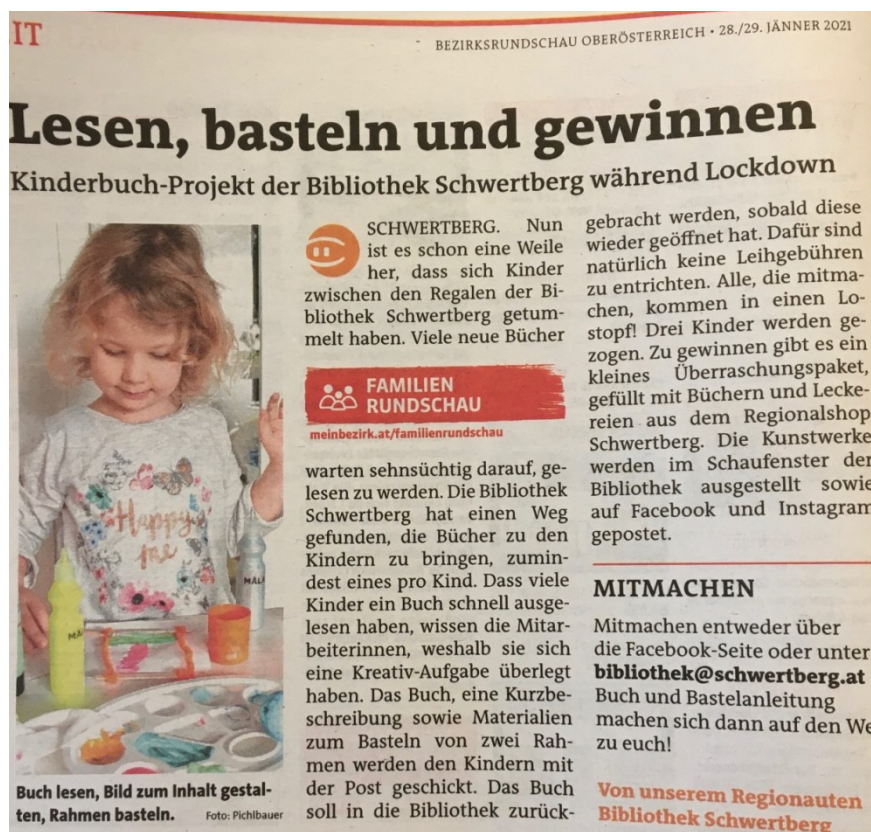 IT
BEZIRKSRUNDSCHAU OBERÖSTERREICH • 28./29. JÄNNER 2021
Lesen, basteln und gewinnen
Kinderbuch-Projekt der Bibliothek Schwertberg während Lockdown
Happy
me
MALA
MA
Buch lesen, Bild zum Inhalt gestal-
ten, Rahmen basteln. Foto: Pichlbauer
SCHWERTBERG. Nun
ist es schon eine Weile
her, dass sich Kinder
zwischen den Regalen der Bi-
bliothek Schwertberg getum-
melt haben. Viele neue Bücher
FAMILIEN
RUNDSCHAU
meinbezirk.at/familienrundschau
warten sehnsüchtig darauf, ge-
lesen zu werden. Die Bibliothek
Schwertberg hat einen Weg
gefunden, die Bücher zu den
Kindern zu bringen, zumin-
dest eines pro Kind. Dass viele
Kinder ein Buch schnell ausge-
lesen haben, wissen die Mitar-
beiterinnen, weshalb sie sich
eine Kreativ-Aufgabe überlegt
haben. Das Buch, eine Kurzbe-
schreibung sowie Materialien
zum Basteln von zwei Rah-
men werden den Kindern mit
der Post geschickt. Das Buch
soll in die Bibliothek zurück-
gebracht werden, sobald diese
wieder geöffnet hat. Dafür sind
natürlich keine Leihgebühren
zu entrichten. Alle, die mitma-
chen, kommen in einen Lo-
stopf! Drei Kinder werden ge-
zogen. Zu gewinnen gibt es ein
kleines Überraschungspaket,
gefüllt mit Büchern und Lecke-
reien aus dem Regionalshop
Schwertberg. Die Kunstwerke
werden im Schaufenster der
Bibliothek ausgestellt sowie
auf Facebook und Instagram
gepostet.
MITMACHEN
Mitmachen entweder über
die Facebook-Seite oder unter
bibliothek@schwertberg.at
Buch und Bastelanleitung
machen sich dann auf den We
zu euch!
Von unserem Regionauten
Bibliothek Schwertberg